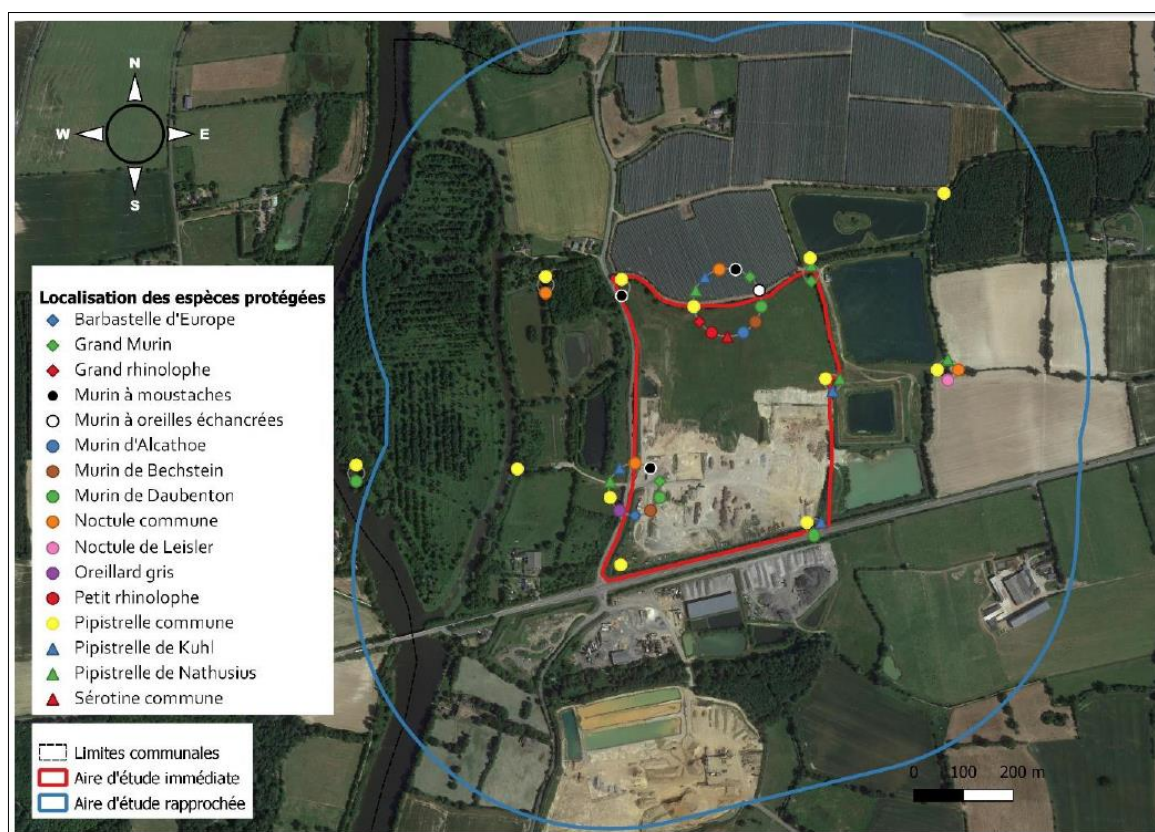 N
W E
S
Localisation des espèces protégées
Barbastelle d'Europe
Grand Murin
Grand rhinolophe
Murin à moustaches
Murin à oreilles échancrées
Murin d'Alcathoe
Murin de Bechstein
Murin de Daubenton
Noctule commune
Noctule de Leisler
Oreillard gris
Petit rhinolophe
Pipistrelle commune
Pipistrelle de Kuhl
Pipistrelle de Nathusius
Sérotine commune
Limites communales
Aire d'étude immédiate
Aire d'étude rapprochée
0 100 200 m